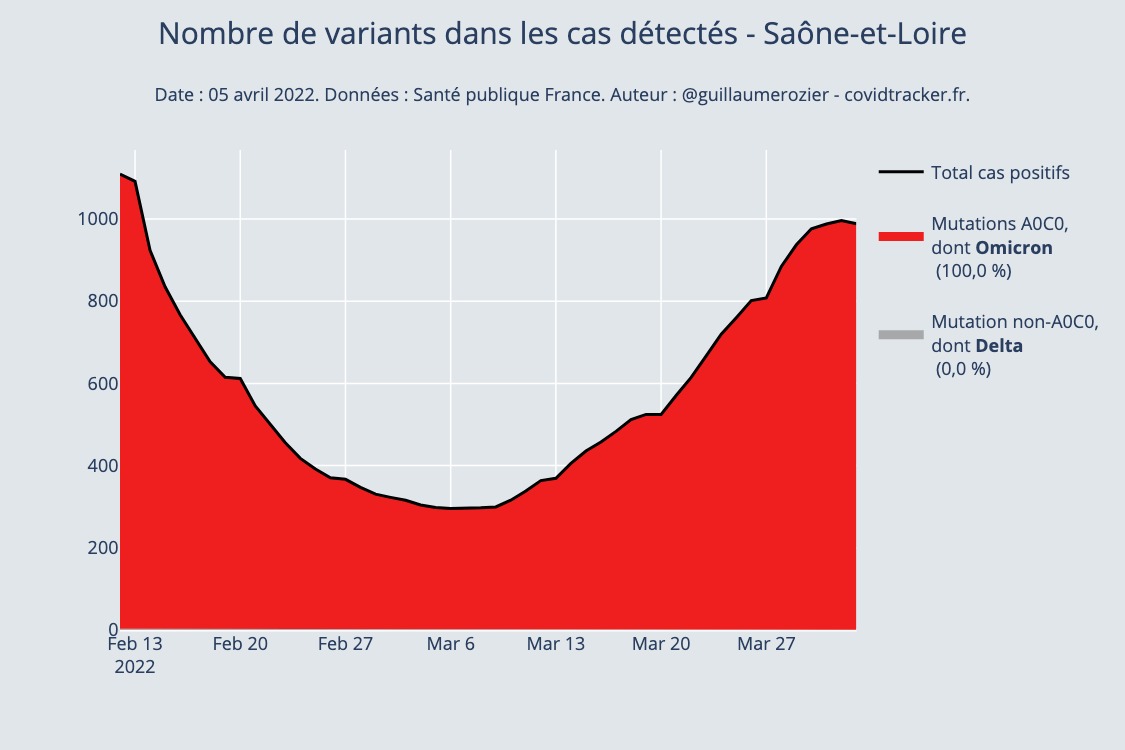 Nombre de variants dans les cas détectés - Saône-et-Loire
Date : 05 avril 2022. Données : Santé publique France. Auteur : @guillaumerozier - covidtracker.fr.
Total cas positifs
Mutations A0C0,
dont Omicron
(100,0 %)
Mutation non-A0C0,
dont Delta
(0,0 %)
1000
800
600
400
200
0
Feb 13 Feb 20 Feb 27 Mar 6 Mar 13 Mar 20 Mar 27
2022